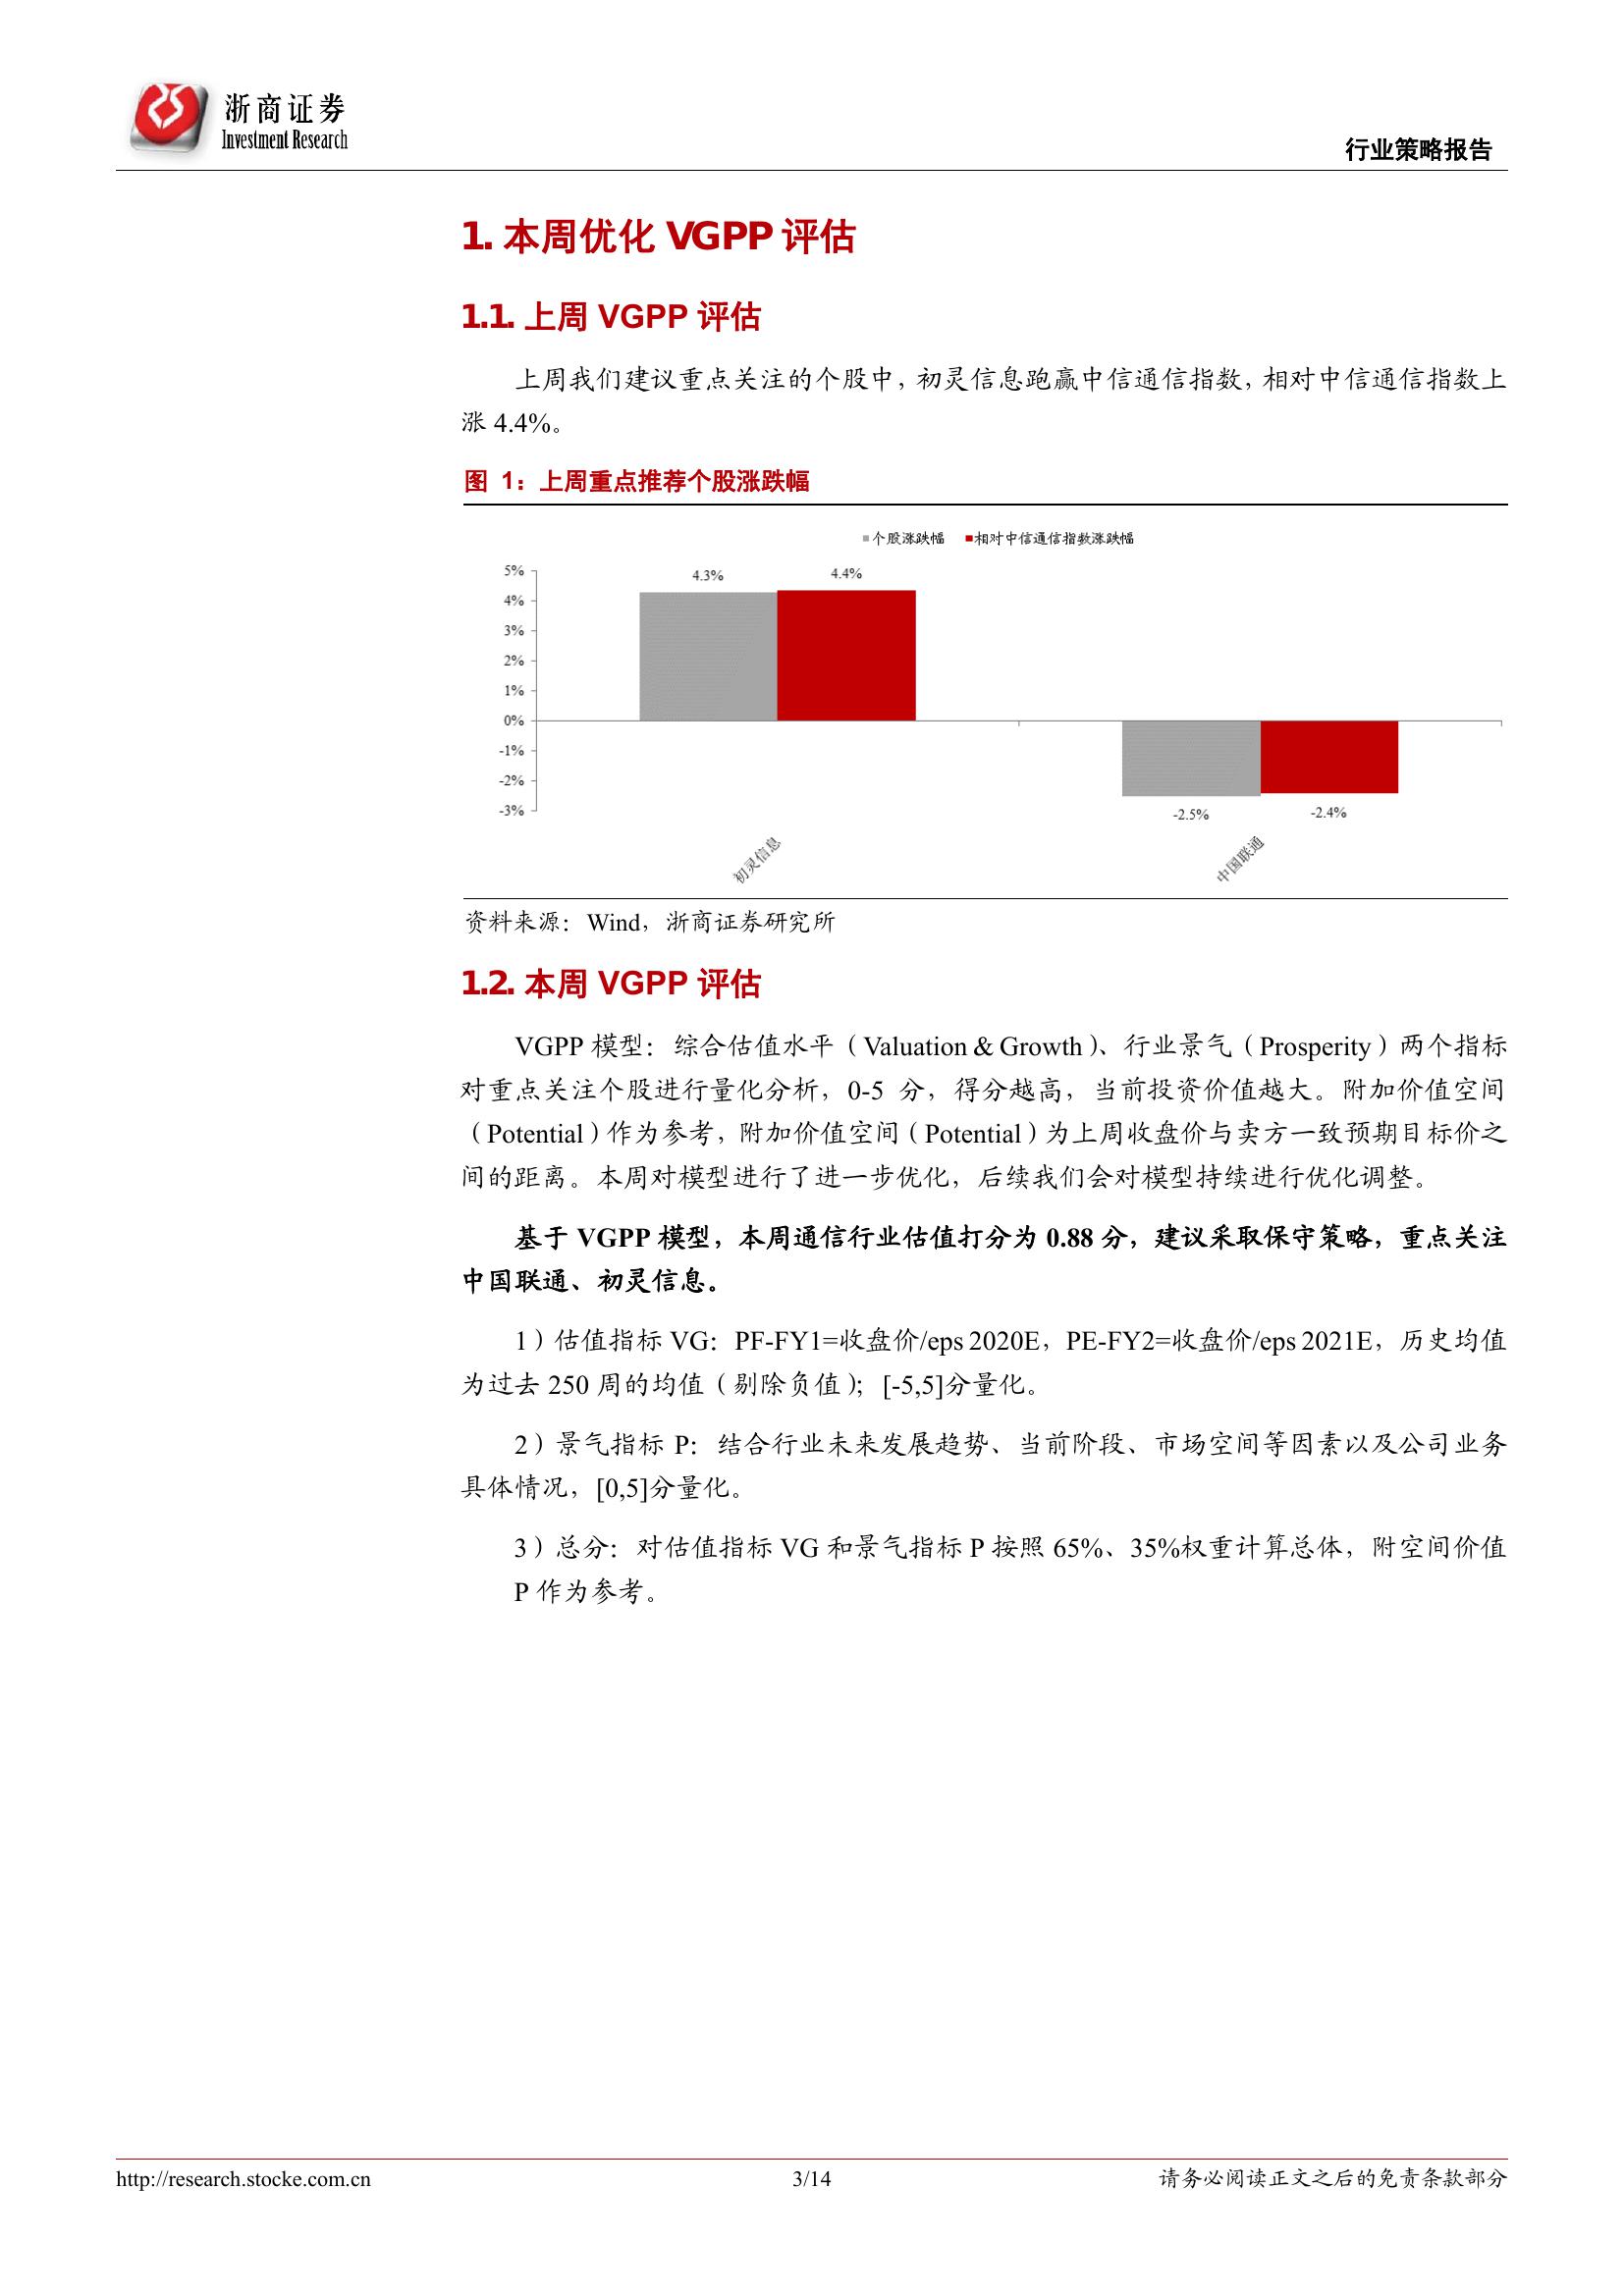 浙商证券
Investment Research
行业策略报告
1. 本周优化 VGPP 评估
1.1. 上周 VGPP 评估
上周我们建议重点关注的个股中，初灵信息跑赢中信通信指数，相对中信通信指数上
涨 4.4%。
图 1：上周重点推荐个股涨跌幅
个股涨跌幅 相对中信通信指数涨跌幅
5%
4%
3%
2%
1%
0%
-1%
-2%
-3%
4.3%
4.4%
-2.5%
-2.4%
初灵信息
中国联通
资料来源：Wind，浙商证券研究所
1.2. 本周 VGPP 评估
VGPP 模型：综合估值水平（Valuation & Growth）、行业景气（Prosperity）两个指标
对重点关注个股进行量化分析，0-5 分，得分越高，当前投资价值越大。附加价值空间
（Potential）作为参考，附加价值空间（Potential）为上周收盘价与卖方一致预期目标价之
间的距离。本周对模型进行了进一步优化，后续我们会对模型持续进行优化调整。
基于 VGPP 模型，本周通信行业估值打分为 0.88 分，建议采取保守策略，重点关注
中国联通、初灵信息。
1）估值指标 VG：PF-FY1=收盘价/eps 2020E，PE-FY2=收盘价/eps 2021E，历史均值
为过去 250 周的均值（剔除负值）；[-5,5]分量化。
2）景气指标 P：结合行业未来发展趋势、当前阶段、市场空间等因素以及公司业务
具体情况，[0,5]分量化。
3）总分：对估值指标 VG 和景气指标 P 按照 65%、35%权重计算总体，附空间价值
P 作为参考。
http://research.stocke.com.cn
3/14
请务必阅读正文之后的免责条款部分